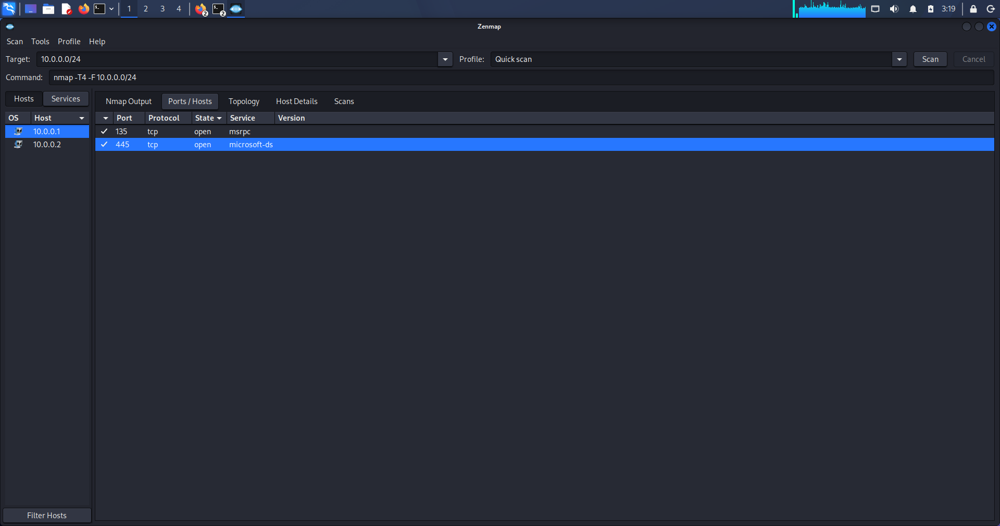 1 2 3 4 2 2 3:19
Zenmap
Scan Tools Profile Help
Target: 10.0.0.0/24 Profile: Quick scan Scan Cancel
Command: nmap -T4 -F 10.0.0.0/24
Hosts Services Nmap Output Ports / Hosts Topology Host Details Scans
OS Host Port Protocol State Service Version
10.0.0.1 135 tcp open msrpc
10.0.0.2 445 tcp open microsoft-ds
Filter Hosts